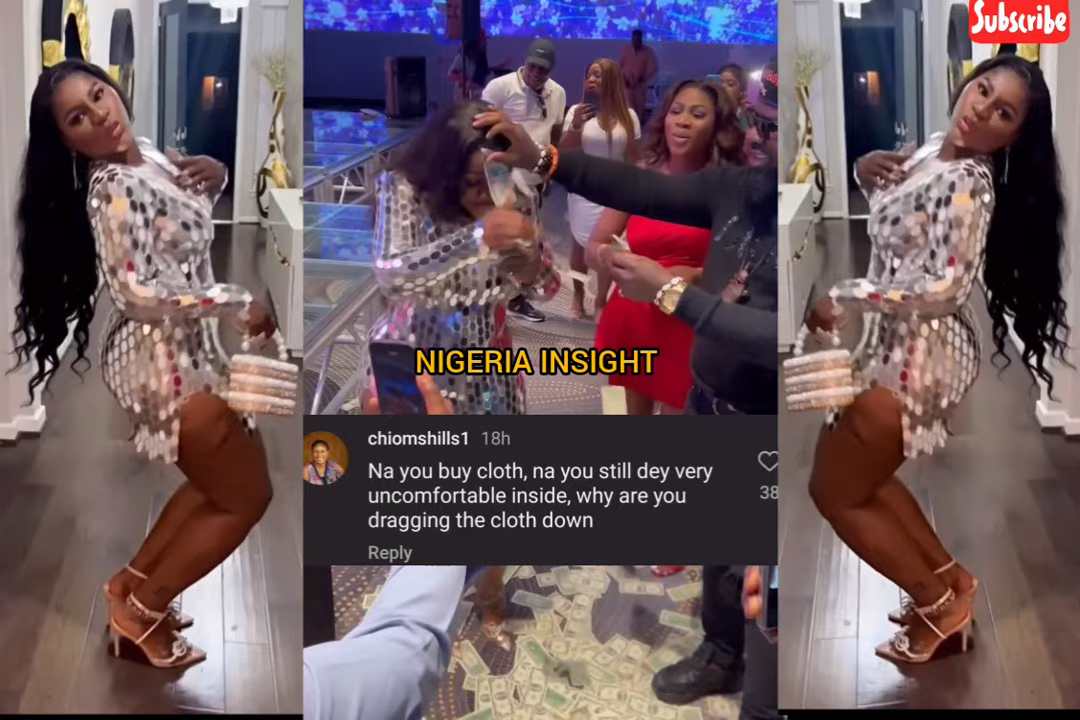 Subscribe
NIGERIA INSIGHT
chiomshills1 18h
Na you buy cloth, na you still dey very
uncomfortable inside, why are you
dragging the cloth down
38
Reply